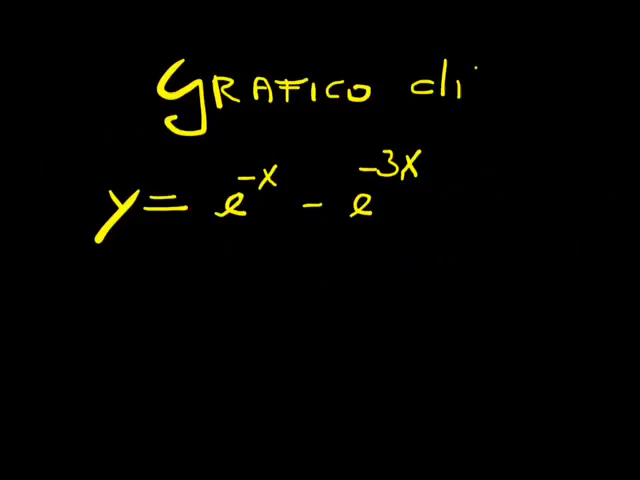 GRAFICO di
y = e^{-x} - e^{-3x}